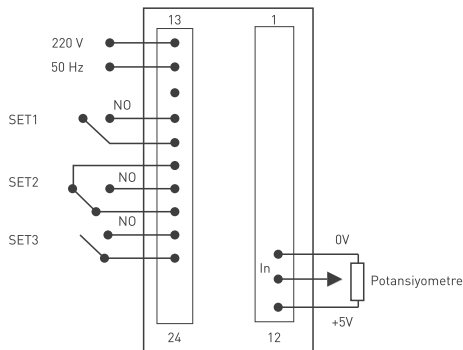 13
1
220 V
50 Hz
NO
SET1
SET2
NO
NO
SET3
0V
In
Potansiyometre
+5V
24
12